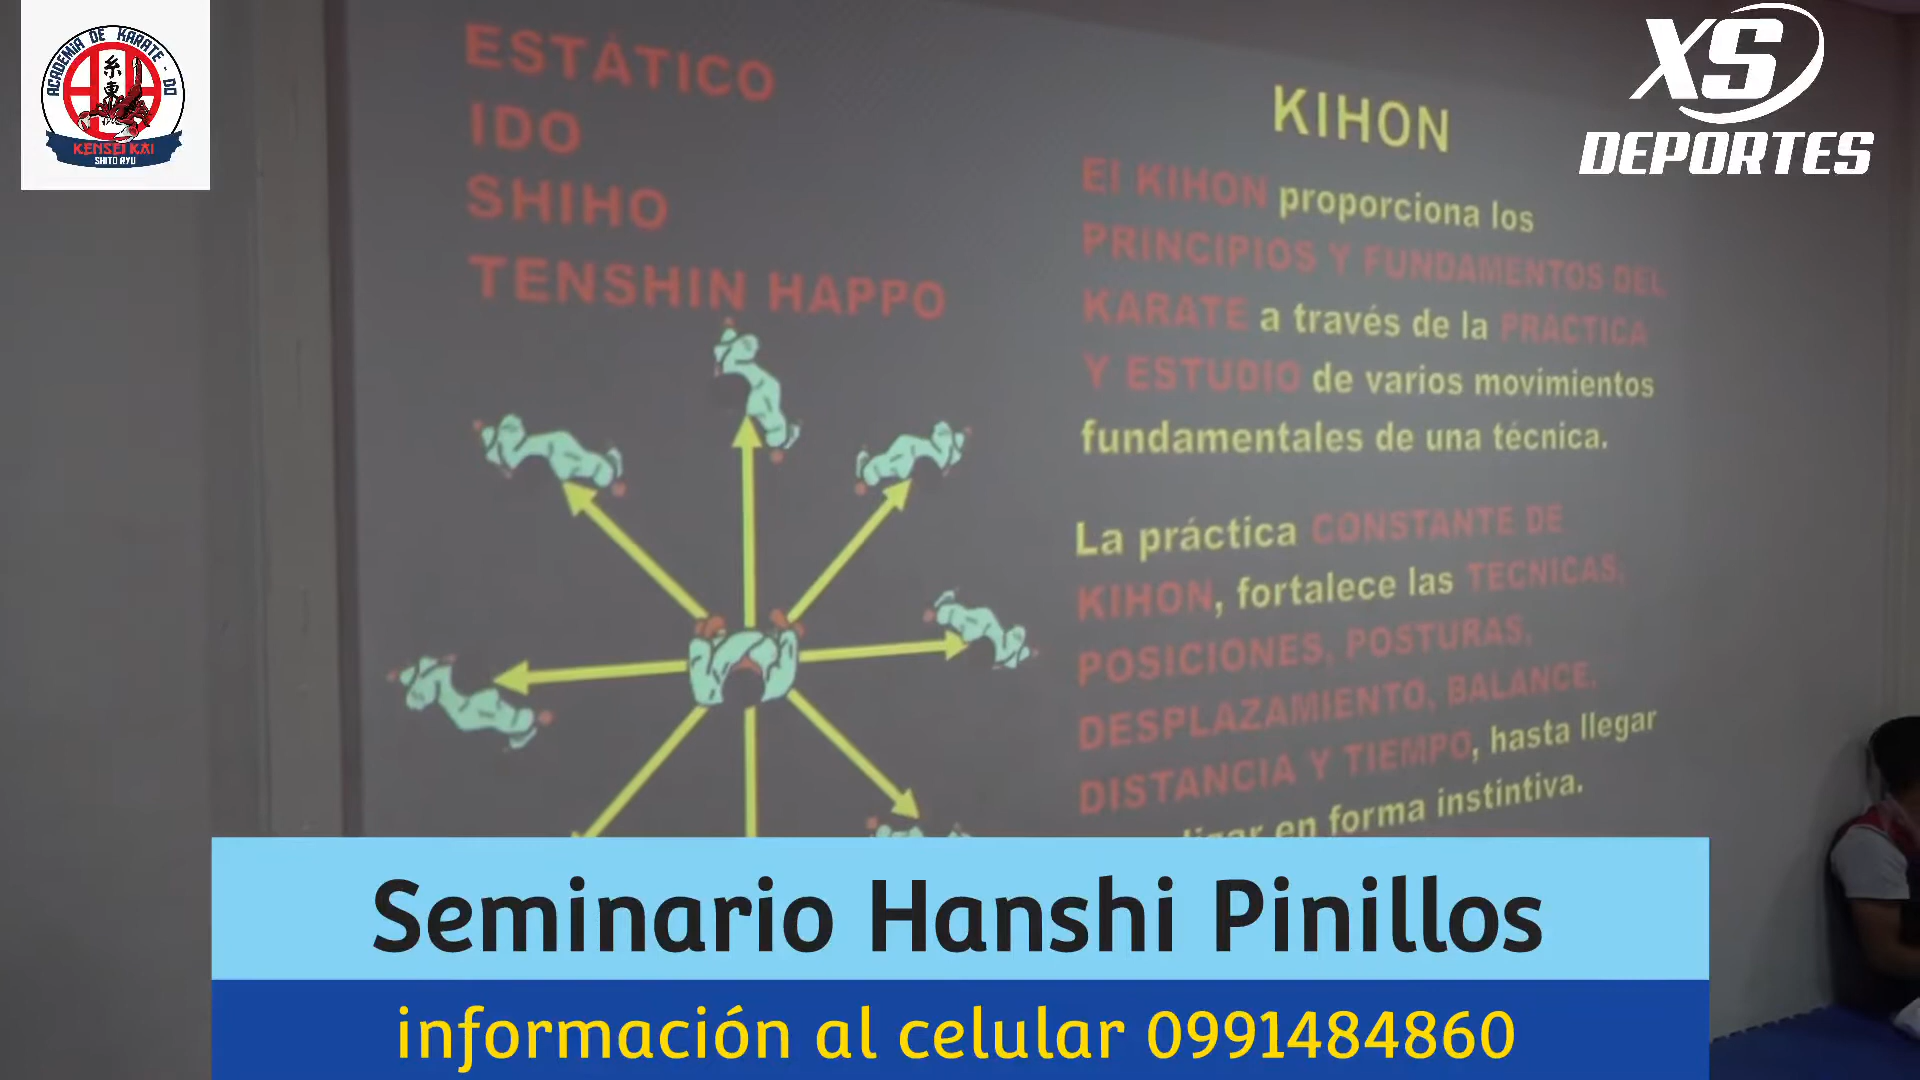 ACADEMIA DE KARATE - DO
糸東
KENSEI KAI
SHITO RYU
XS
DEPORTES
ESTÁTICO
IDO
SHIHO
TENSHIN HAPPO
KIHON
El KIHON proporciona los
PRINCIPIOS Y FUNDAMENTOS DEL
KARATE a través de la PRACTICA
Y ESTUDIO de varios movimientos
fundamentales de una técnica.
La práctica CONSTANTE DE
KIHON, fortalece las TECNICAS,
POSICIONES, POSTURAS,
DESPLAZAMIENTO, BALANCE,
DISTANCIA Y TIEMPO, hasta llegar
en forma instintiva.
Seminario Hanshi Pinillos
información al celular 0991484860